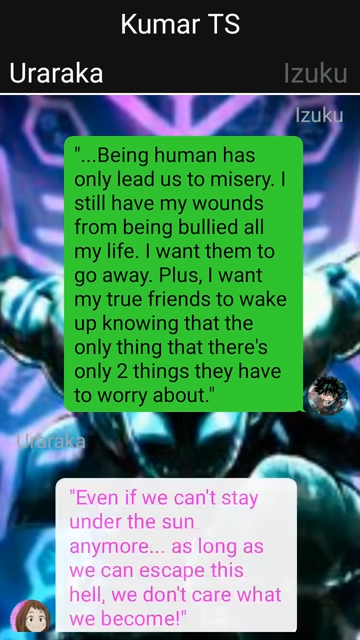 Kumar TS
Uraraka Izuku
Izuku
"...Being human has
only lead us to misery. I
still have my wounds
from being bullied all
my life. I want them to
go away. Plus, I want
my true friends to wake
up knowing that the
only thing that there's
only 2 things they have
to worry about."
Uraraka
"Even if we can't stay
under the sun
anymore... as long as
we can escape this
hell, we don't care what
we become!"